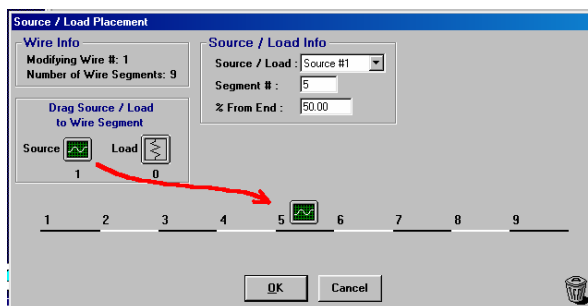 Source / Load Placement
Wire Info
Modifying Wire #: 1
Number of Wire Segments: 9
Source / Load Info
Source / Load : Source #1
Segment # : 5
% From End : 50.00
Drag Source / Load
to Wire Segment
Source Load
1 0
1 2 3 4 5 6 7 8 9
OK Cancel